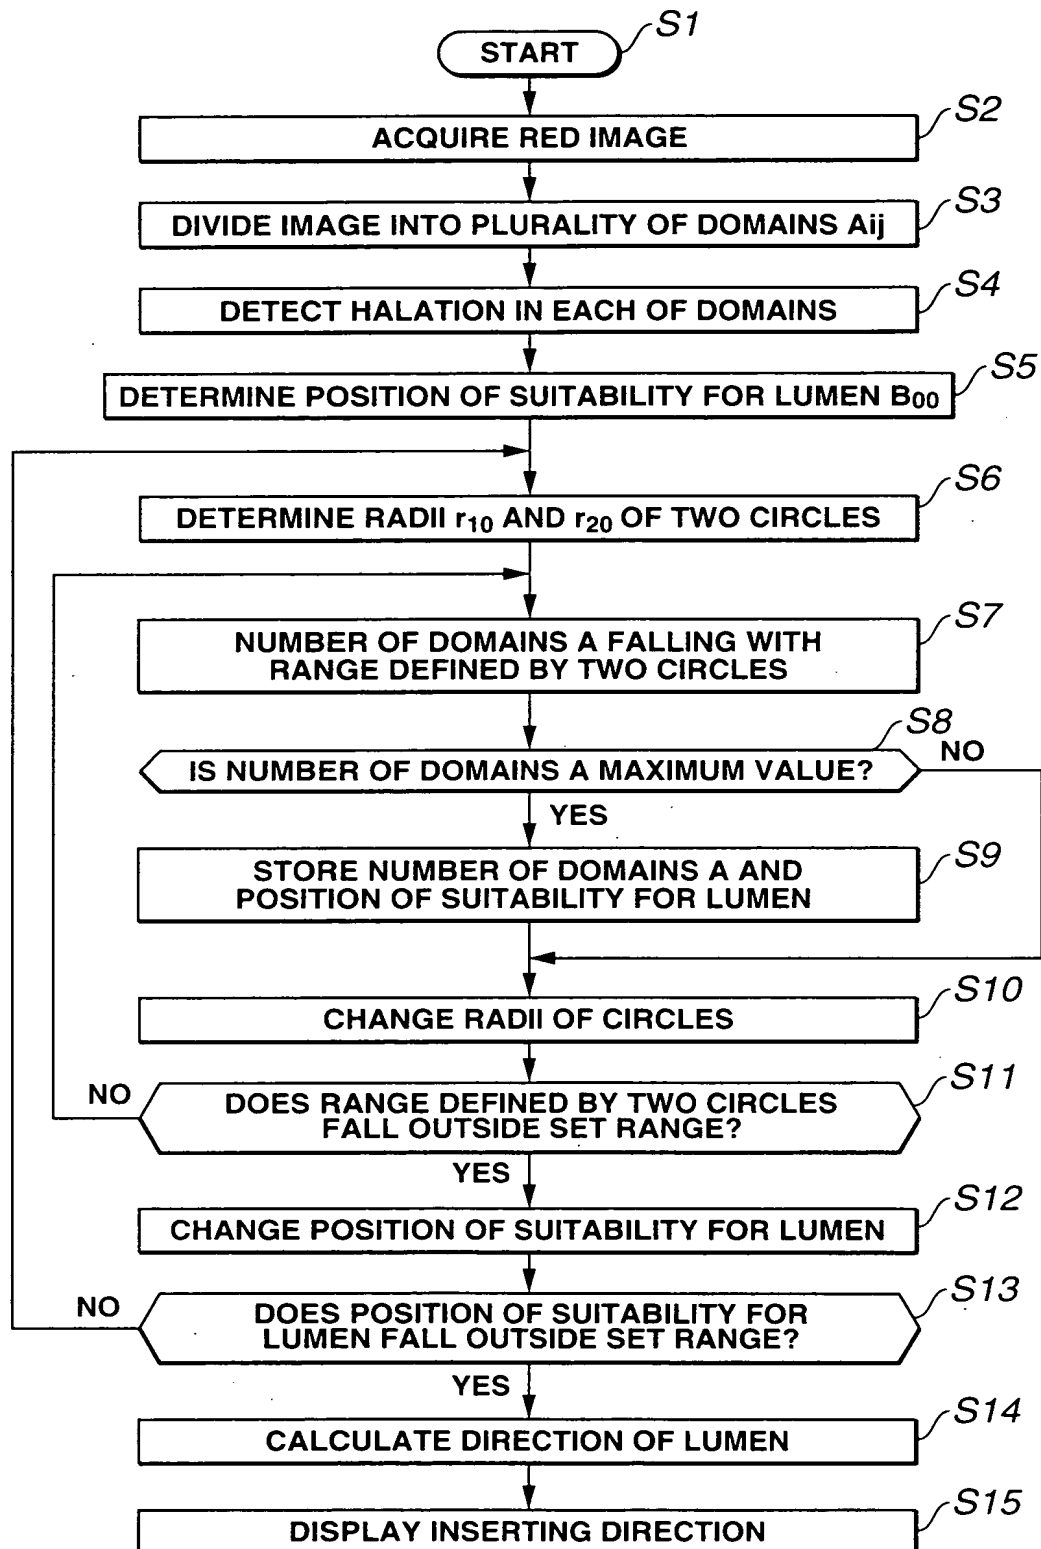 S1
START
S2
ACQUIRE RED IMAGE
S3
DIVIDE IMAGE INTO PLURALITY OF DOMAINS Aij
S4
DETECT HALATION IN EACH OF DOMAINS
S5
DETERMINE POSITION OF SUITABILITY FOR LUMEN B00
S6
DETERMINE RADII r10 AND r20 OF TWO CIRCLES
S7
NUMBER OF DOMAINS A FALLING WITH
RANGE DEFINED BY TWO CIRCLES
S8
IS NUMBER OF DOMAINS A MAXIMUM VALUE?
NO
YES
S9
STORE NUMBER OF DOMAINS A AND
POSITION OF SUITABILITY FOR LUMEN
S10
CHANGE RADII OF CIRCLES
S11
NO
DOES RANGE DEFINED BY TWO CIRCLES
FALL OUTSIDE SET RANGE?
YES
S12
CHANGE POSITION OF SUITABILITY FOR LUMEN
S13
NO
DOES POSITION OF SUITABILITY FOR
LUMEN FALL OUTSIDE SET RANGE?
YES
S14
CALCULATE DIRECTION OF LUMEN
S15
DISPLAY INSERTING DIRECTION